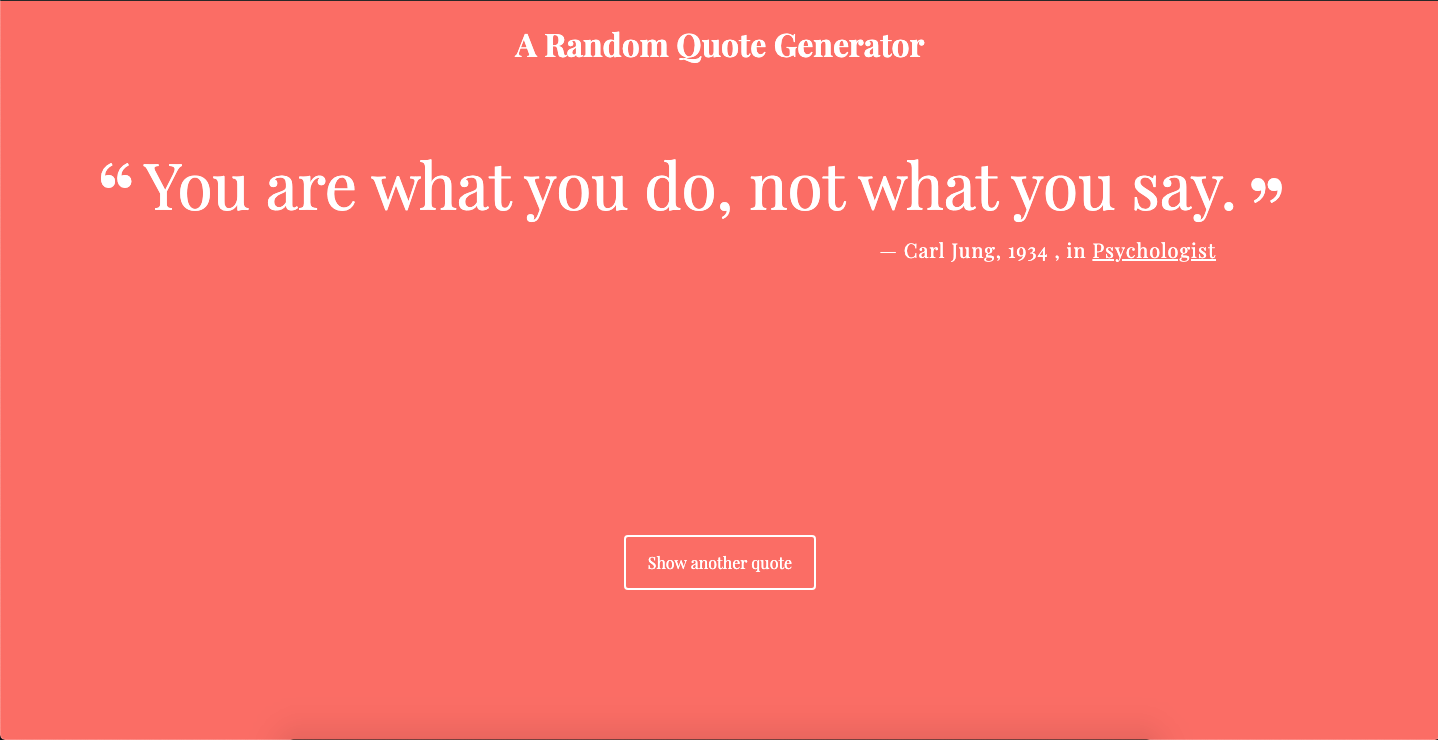 A Random Quote Generator
“ You are what you do, not what you say. ”
— Carl Jung, 1934 , in Psychologist
Show another quote